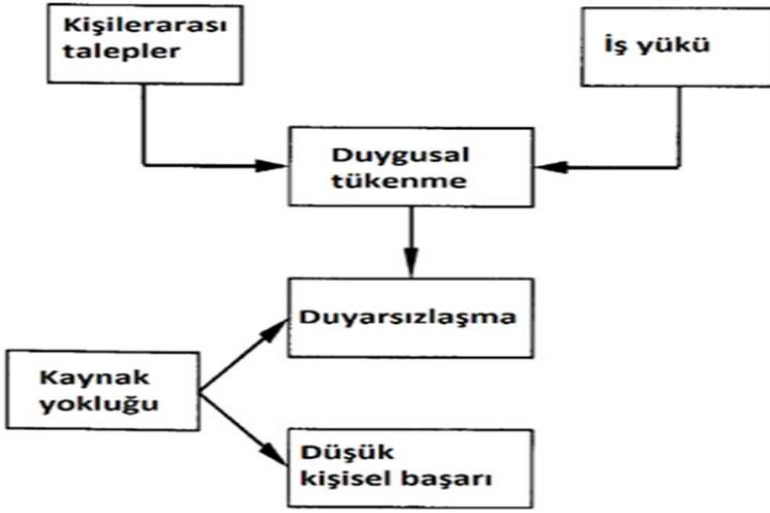 Kişilerarası
talepler
İş yükü
Duygusal
tükenme
Duyarsızlaşma
Kaynak
yokluğu
Düşük
kişisel başarı